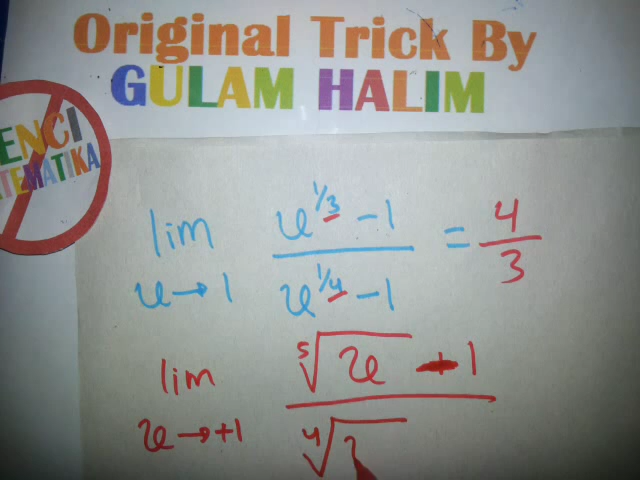 Original Trick By
GULAM HALIM
ENCI
TEMATIKA
lim u^1/3 - 1 = 4
u→1 u^1/4 - 1 3
lim ⁵√u - 1
u→+1 ⁴√